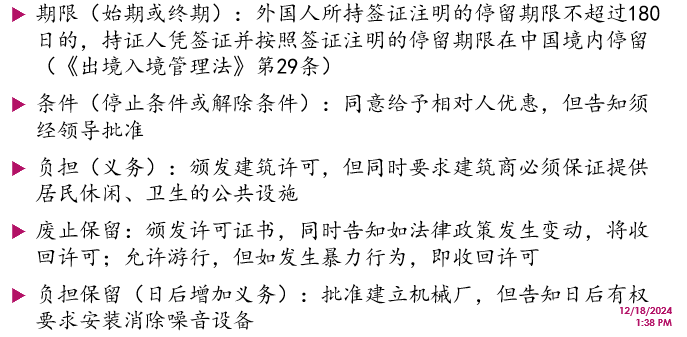 期限（始期或终期）：外国人所持签证注明的停留期限不超过180
日的，持证人凭签证并按照签证注明的停留期限在中国境内停留
（《出境入境管理法》第29条）
条件（停止条件或解除条件）：同意给予相对人优惠，但告知须
经领导批准
负担（义务）：颁发建筑许可，但同时要求建筑商必须保证提供
居民休闲、卫生的公共设施
废止保留：颁发许可证书，同时告知如法律政策发生变动，将收
回许可；允许游行，但如发生暴力行为，即收回许可
负担保留（日后增加义务）：批准建立机械厂，但告知日后有权
要求安装消除噪音设备
12/18/2024
1:38 PM